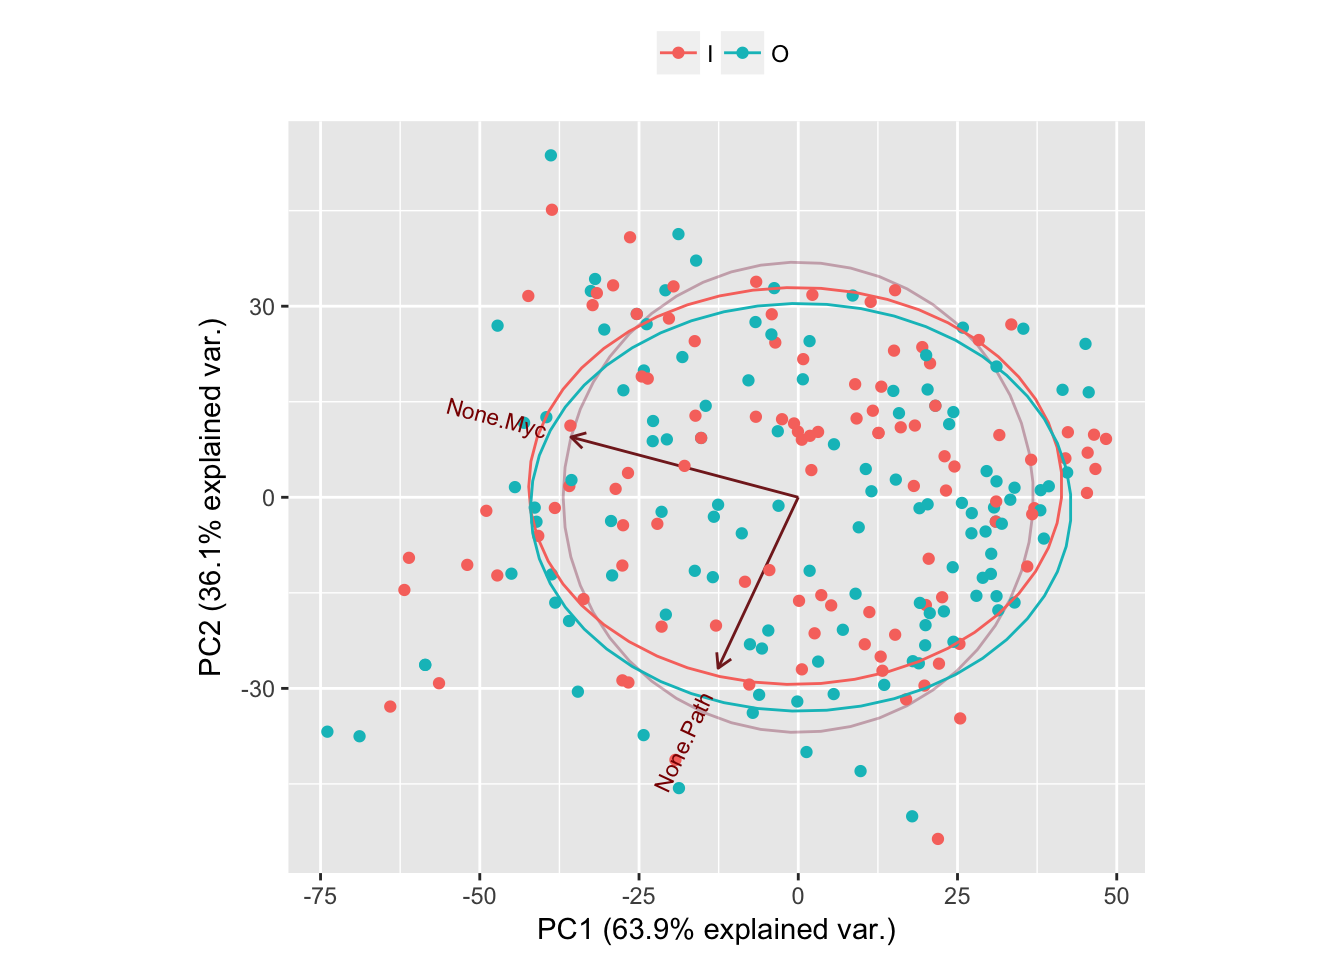 I O
None.Myc
None.Path
PC2 (36.1% explained var.)
30
0
-30
-75 -50 -25 0 25 50
PC1 (63.9% explained var.)